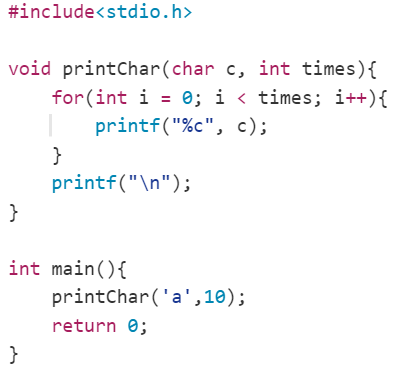 #include<stdio.h>
void printChar(char c, int times){
    for(int i = 0; i < times; i++){
        printf("%c", c);
    }
    printf("\n");
}
int main(){
    printChar('a',10);
    return 0;
}